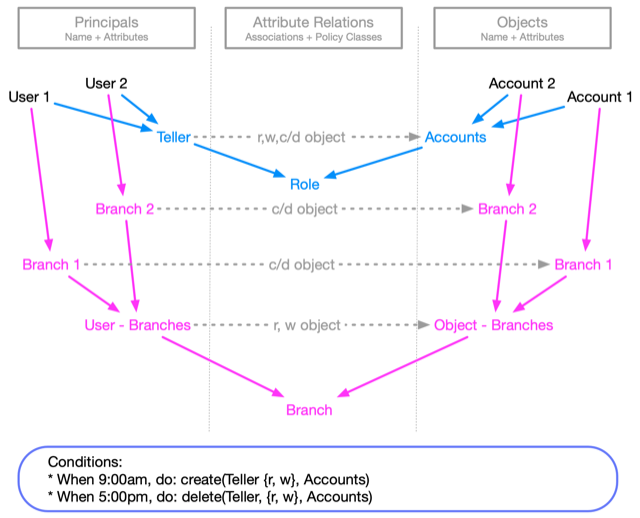 Principals
Name + Attributes
Attribute Relations
Associations + Policy Classes
Objects
Name + Attributes
User 2
Account 2
User 1
Account 1
Teller
r,w,c/d object
Accounts
Role
Branch 2
c/d object
Branch 2
Branch 1
c/d object
Branch 1
User - Branches
r, w object
Object - Branches
Branch
Conditions:
* When 9:00am, do: create(Teller {r, w}, Accounts)
* When 5:00pm, do: delete(Teller, {r, w}, Accounts)